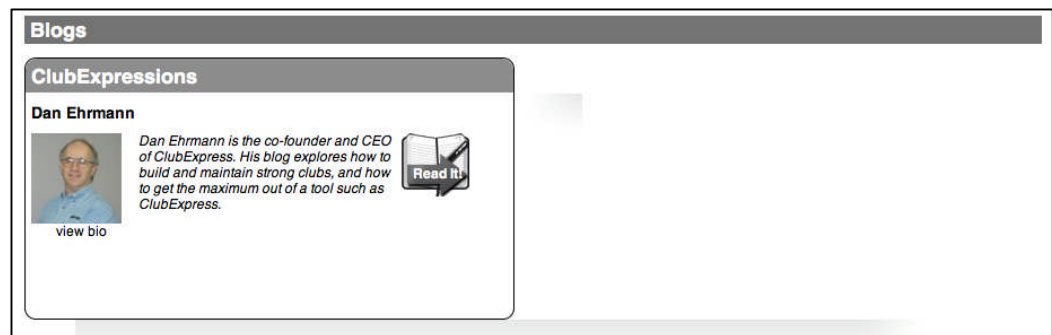 Blogs
ClubExpressions
Dan Ehrmann
Dan Ehrmann is the co-founder and CEO
of ClubExpress. His blog explores how to
build and maintain strong clubs, and how
to get the maximum out of a tool such as
ClubExpress.
Read It!
view bio